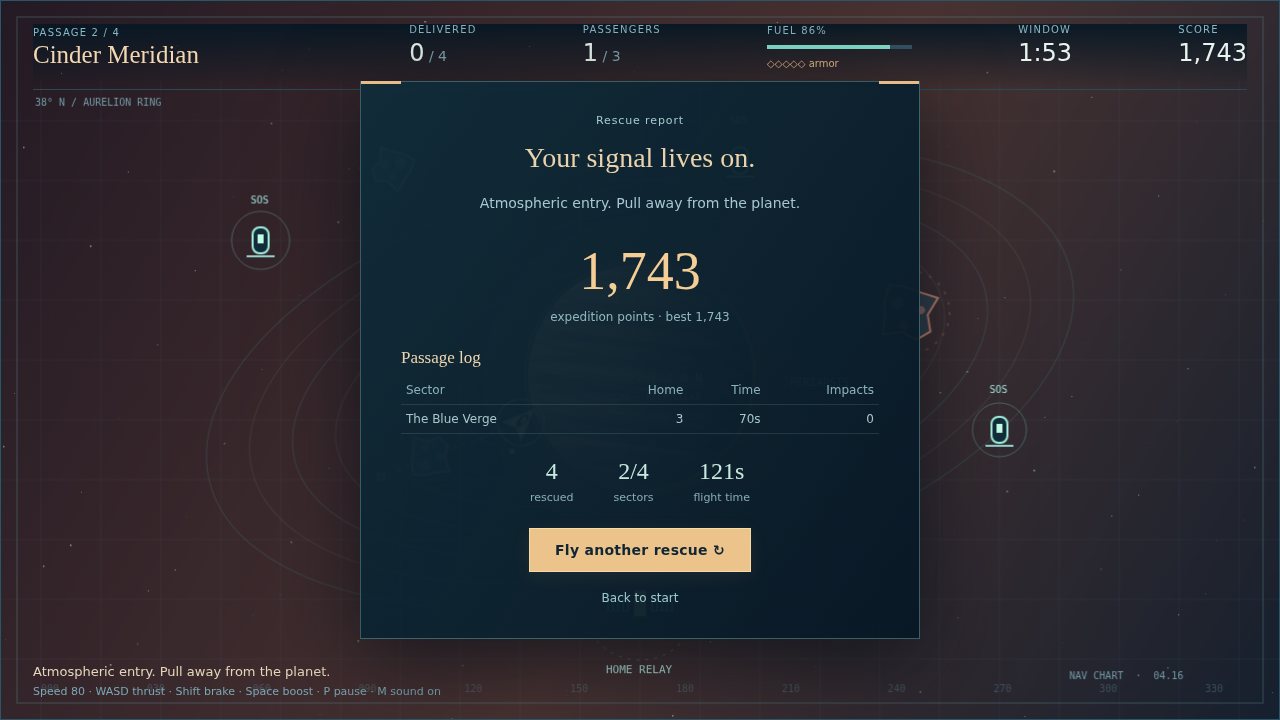 PASSAGE 2 / 4
Cinder Meridian
DELIVERED
0 / 4
PASSENGERS
1 / 3
FUEL 86%
◇◇◇◇◇ armor
WINDOW
1:53
SCORE
1,743
38° N / AURELION RING
SOS
SOS
Rescue report
Your signal lives on.
Atmospheric entry. Pull away from the planet.
1,743
expedition points · best 1,743
Passage log
Sector Home Time Impacts
The Blue Verge 3 70s 0
4 2/4 121s
rescued sectors flight time
Fly another rescue ↻
Back to start
HOME RELAY
NAV CHART · 04.16
Atmospheric entry. Pull away from the planet.
Speed 80 · WASD thrust · Shift brake · Space boost · P pause · M sound on
120 150 180 210 240 270 300 330